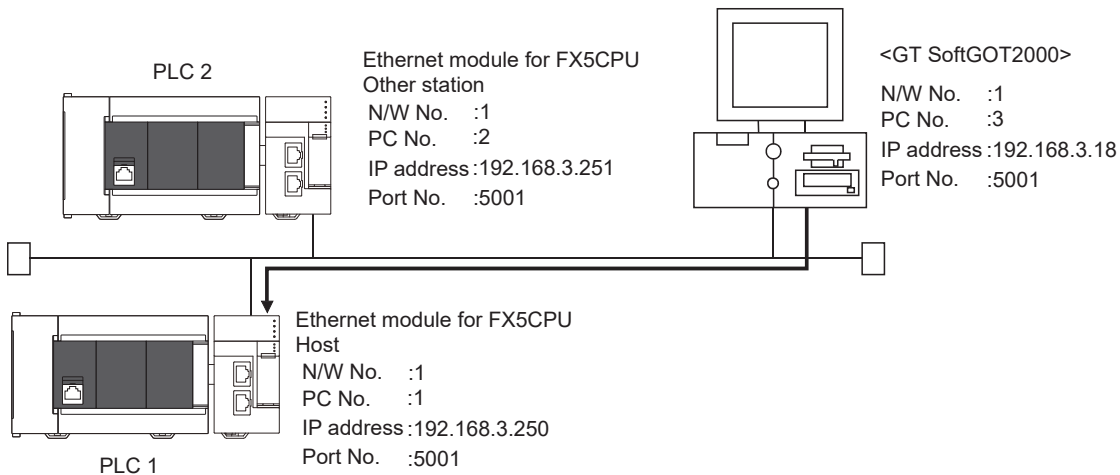 PLC 2
Ethernet module for FX5CPU
Other station
N/W No. :1
PC No. :2
IP address :192.168.3.251
Port No. :5001
<GT SoftGOT2000>
N/W No. :1
PC No. :3
IP address :192.168.3.18
Port No. :5001
Ethernet module for FX5CPU
Host
N/W No. :1
PC No. :1
IP address :192.168.3.250
Port No. :5001
PLC 1